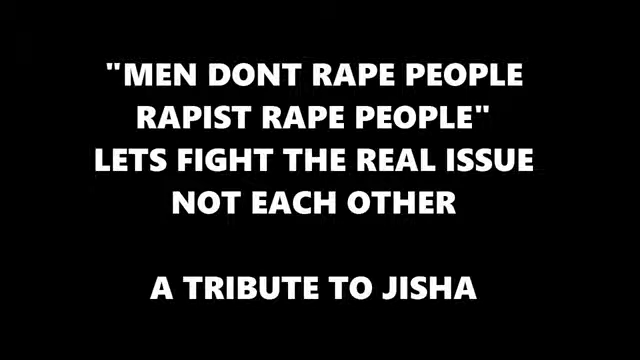 "MEN DONT RAPE PEOPLE
RAPIST RAPE PEOPLE"
LETS FIGHT THE REAL ISSUE
NOT EACH OTHER
A TRIBUTE TO JISHA